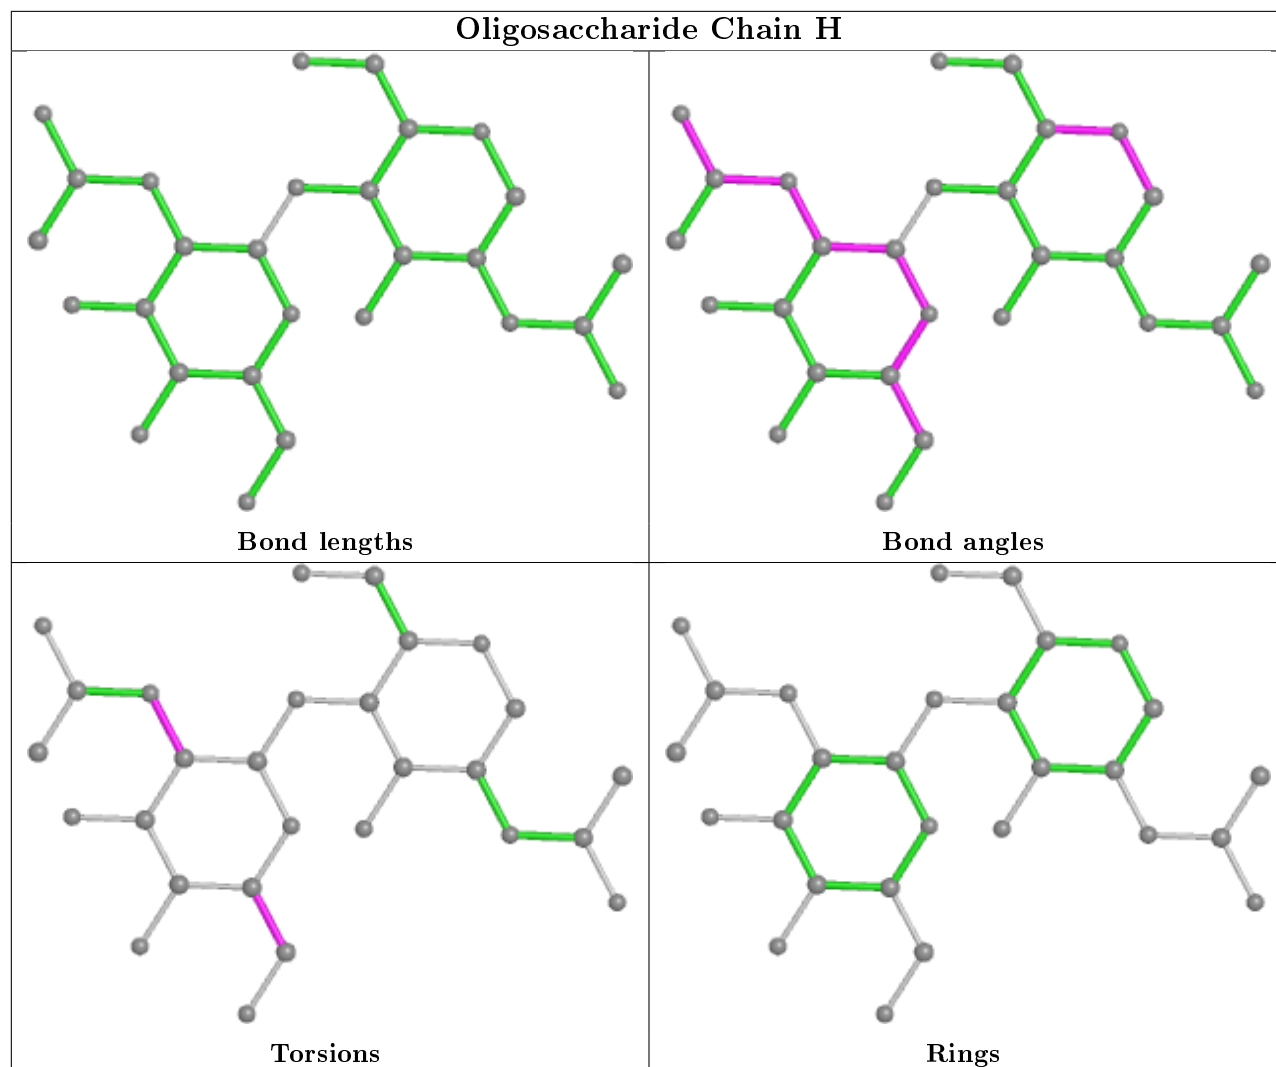 Oligosaccharide Chain H
Bond lengths
Bond angles
Torsions
Rings